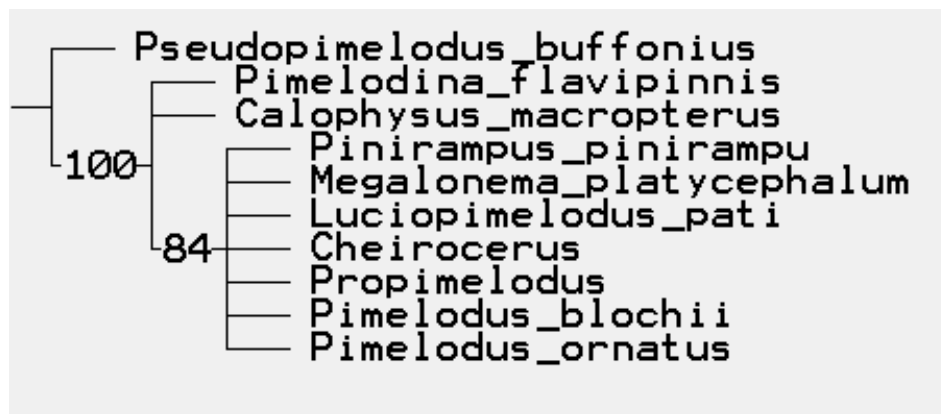 Pseudopimelodus_buffonius
Pimelodina_flavipinnis
Calophysus_macropterus
Pinirampus_pinirampu
100
Megalonema_platycephalum
Luciopimelodus_pati
84
Cheirocerus
Propimelodus
Pimelodus_blochii
Pimelodus_ornatus